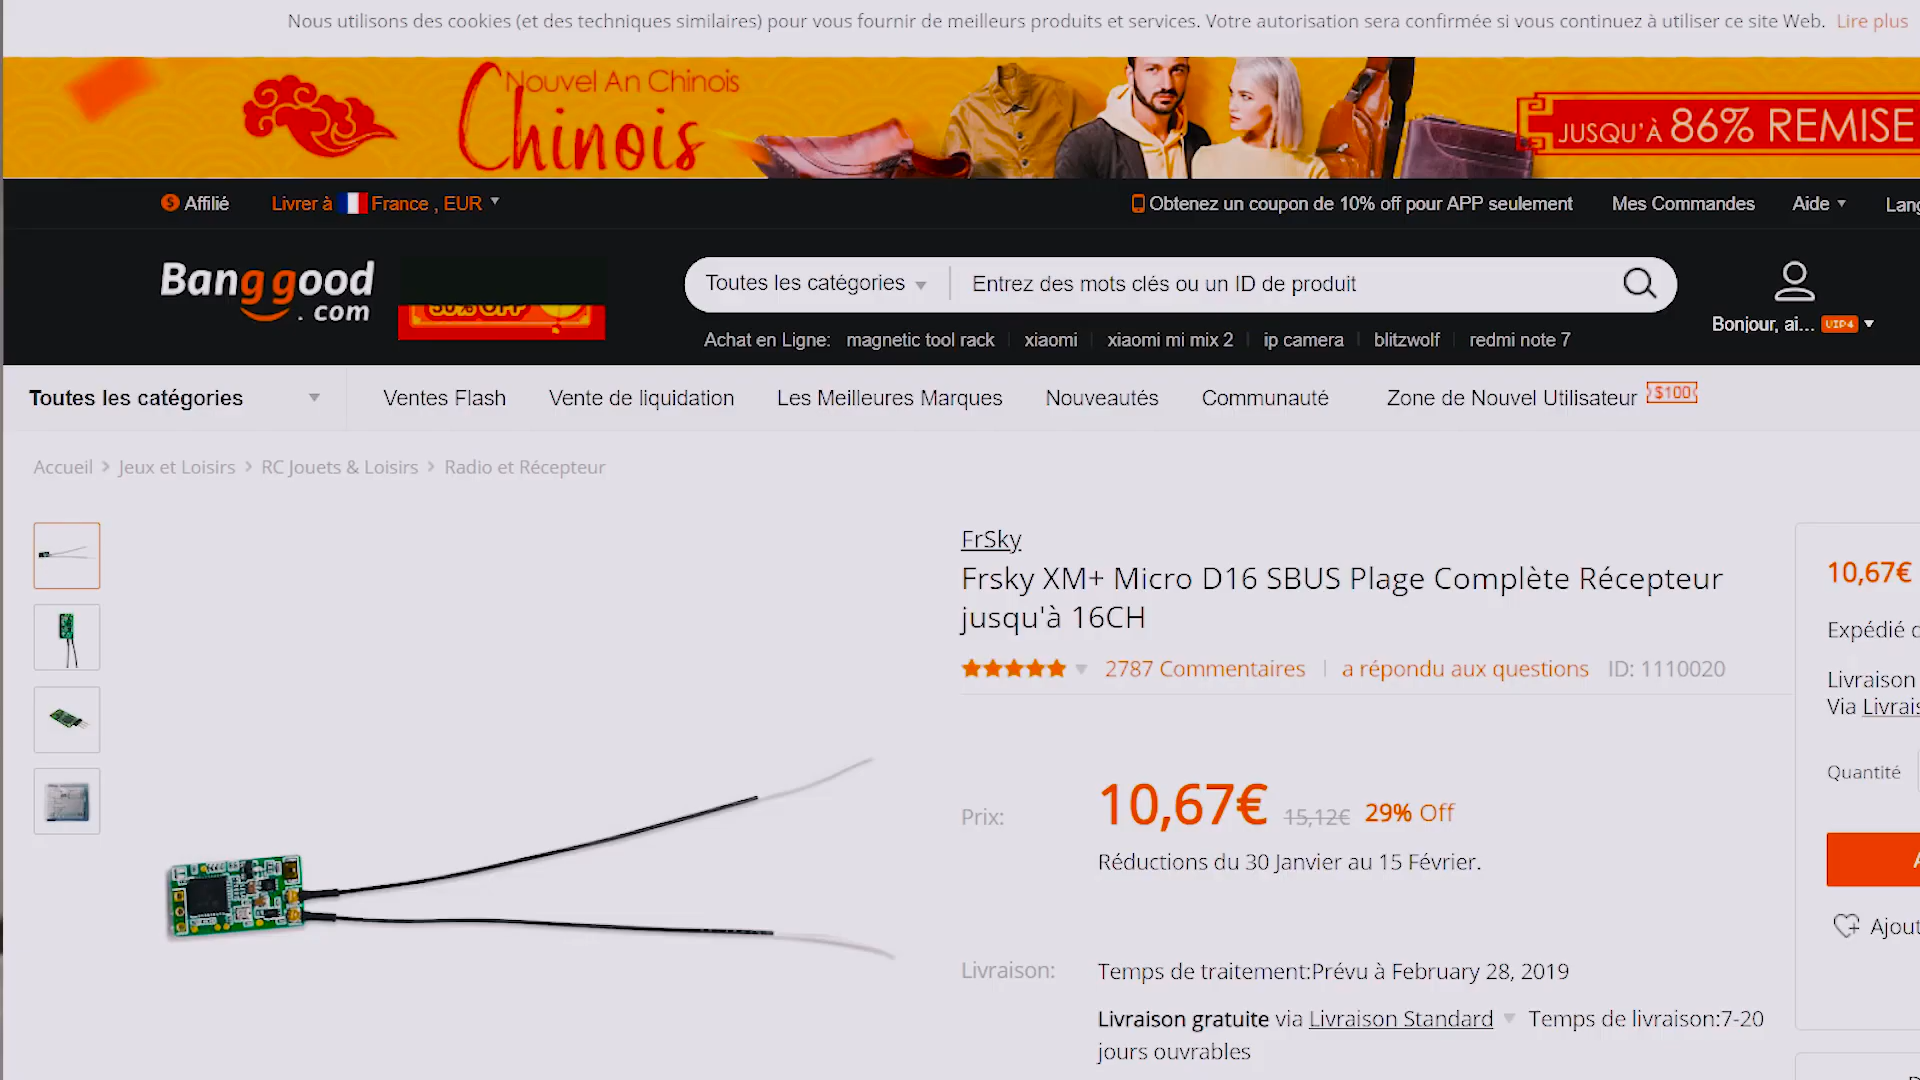 Nous utilisons des cookies (et des techniques similaires) pour vous fournir de meilleurs produits et services. Votre autorisation sera confirmée si vous continuez à utiliser ce site Web. Lire plus
Nouvel An Chinois
Chinois
JUSQU'À 86% REMISE
Affilié
Livrer à France , EUR
Obtenez un coupon de 10% off pour APP seulement
Mes Commandes
Aide
Lang
Banggood
.com
50% OFF
Toutes les catégories
Entrez des mots clés ou un ID de produit
Bonjour, ai... VIP4
Achat en Ligne: magnetic tool rack xiaomi xiaomi mi mix 2 ip camera blitzwolf redmi note 7
Toutes les catégories
Ventes Flash
Vente de liquidation
Les Meilleures Marques
Nouveautés
Communauté
Zone de Nouvel Utilisateur $100
Accueil > Jeux et Loisirs > RC Jouets & Loisirs > Radio et Récepteur
FrSky
Frsky XM+ Micro D16 SBUS Plage Complète Récepteur
jusqu'à 16CH
2787 Commentaires | a répondu aux questions ID: 1110020
Prix: 10,67€ 15,12€ 29% Off
Réductions du 30 Janvier au 15 Février.
Livraison: Temps de traitement:Prévu à February 28, 2019
Livraison gratuite via Livraison Standard Temps de livraison:7-20
jours ouvrables
10,67€
Expédié
Livraison
Via Livrais
Quantité
Ajout